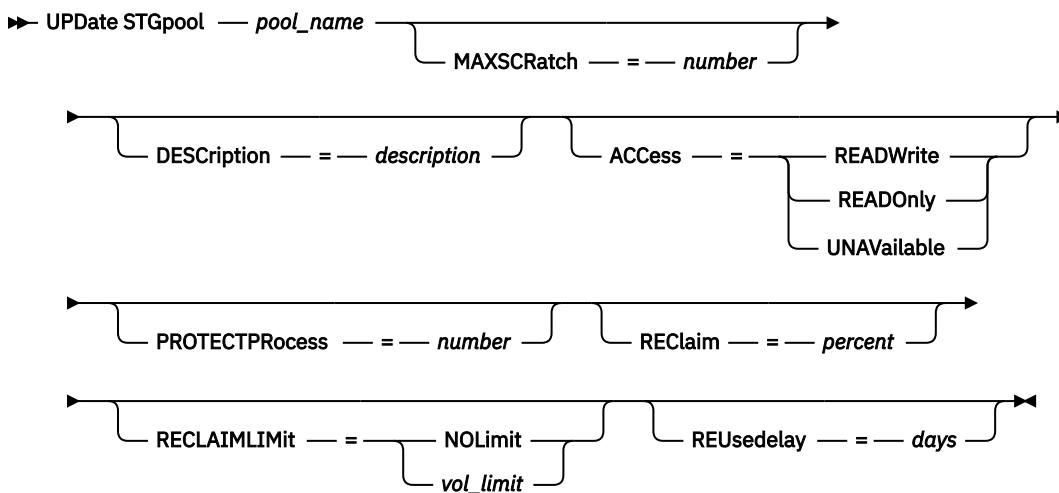 UPDate STGpool pool_name
MAXSCRatch = number
DESCription = description ACCess = READWrite
READOnly
UNAVailable
PROTECTPRocess = number REClaim = percent
RECLAIMLIMit = NOLimit REUsedelay = days
vol_limit